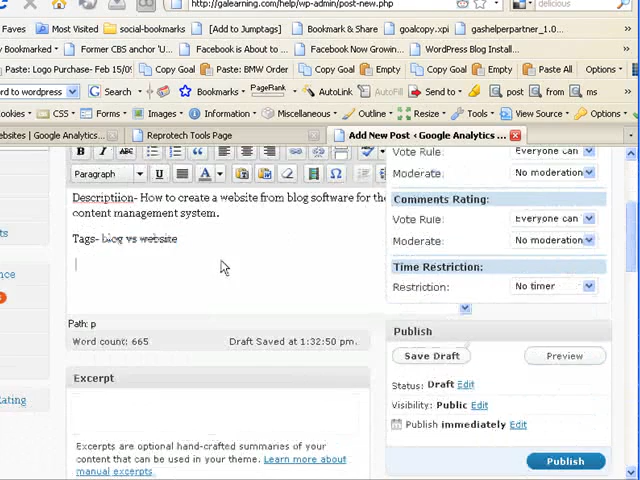 http://galearning.com/help/wp-admin/post-new.php
delicious
Faves Most Visited social-bookmarks [Add to Jumptags] Bookmark & Share goalcopy.xpi gashelperpartner_1.0...
Bookmarked Former CBS anchor 'U... Facebook is About to ... Facebook Now Growin... WordPress Blog Install...
Paste: Logo Purchase- Feb 15/09 Copy Goal Paste: BMW Order Copy Goal Paste All Copy Goal Paste All Options
d to wordpress Search Bookmarks PageRank AutoLink AutoFill Send to post from ms
Cookies CSS Forms Images Information Miscellaneous Outline Resize Tools View Source Options
ebsites | Google Analytics... Reprotech Tools Page Add New Post ‹ Google Analytics ...
B I ABC
Vote Rule: Everyone can
Paragraph U A
Moderate: No moderation
Comments Rating:
Descriptiion- How to create a website from blog software for the
content management system.
Vote Rule: Everyone can
Tags- blog vs website
Moderate: No moderation
Time Restriction:
Restriction: No timer
Path: p
Word count: 665 Draft Saved at 1:32:50 pm.
Publish
Save Draft Preview
Excerpt
Status: Draft Edit
Visibility: Public Edit
Publish immediately Edit
Excerpts are optional hand-crafted summaries of your
content that can be used in your theme. Learn more about
manual excerpts
Publish
ts
nce
ating